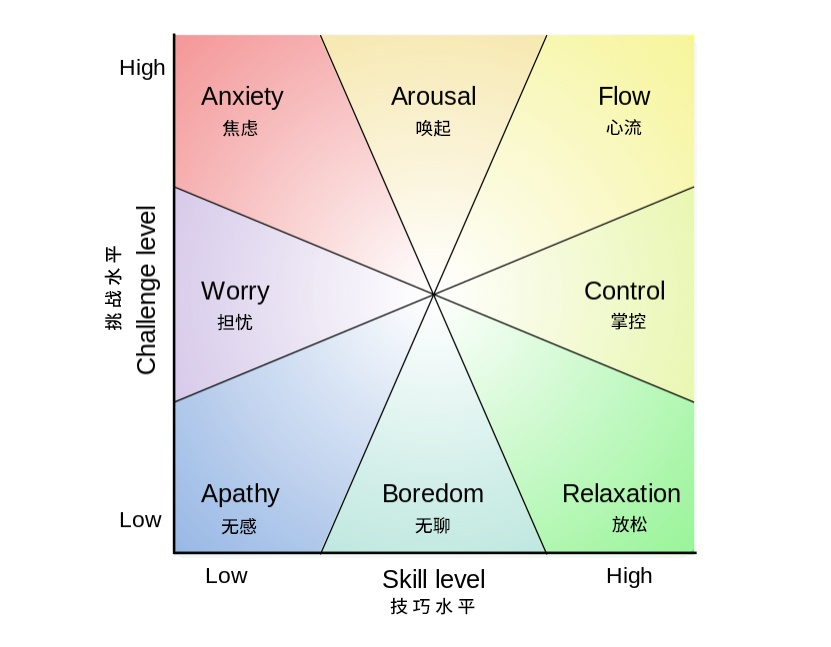 High
Anxiety
焦虑
Arousal
唤起
Flow
心流
挑战水平
Challenge level
Worry
担忧
Control
掌控
Apathy
无感
Boredom
无聊
Relaxation
放松
Low
Low
Skill level
技巧水平
High